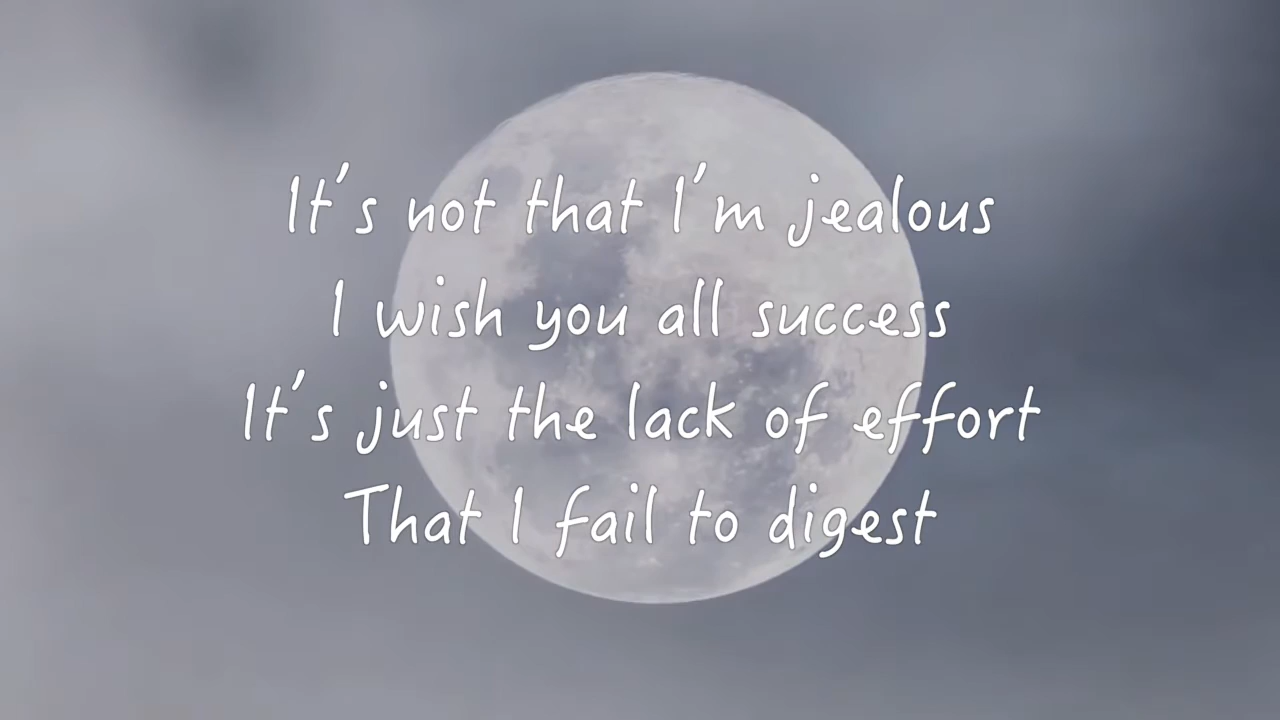 It's not that I'm jealous
I wish you all success
It's just the lack of effort
That I fail to digest